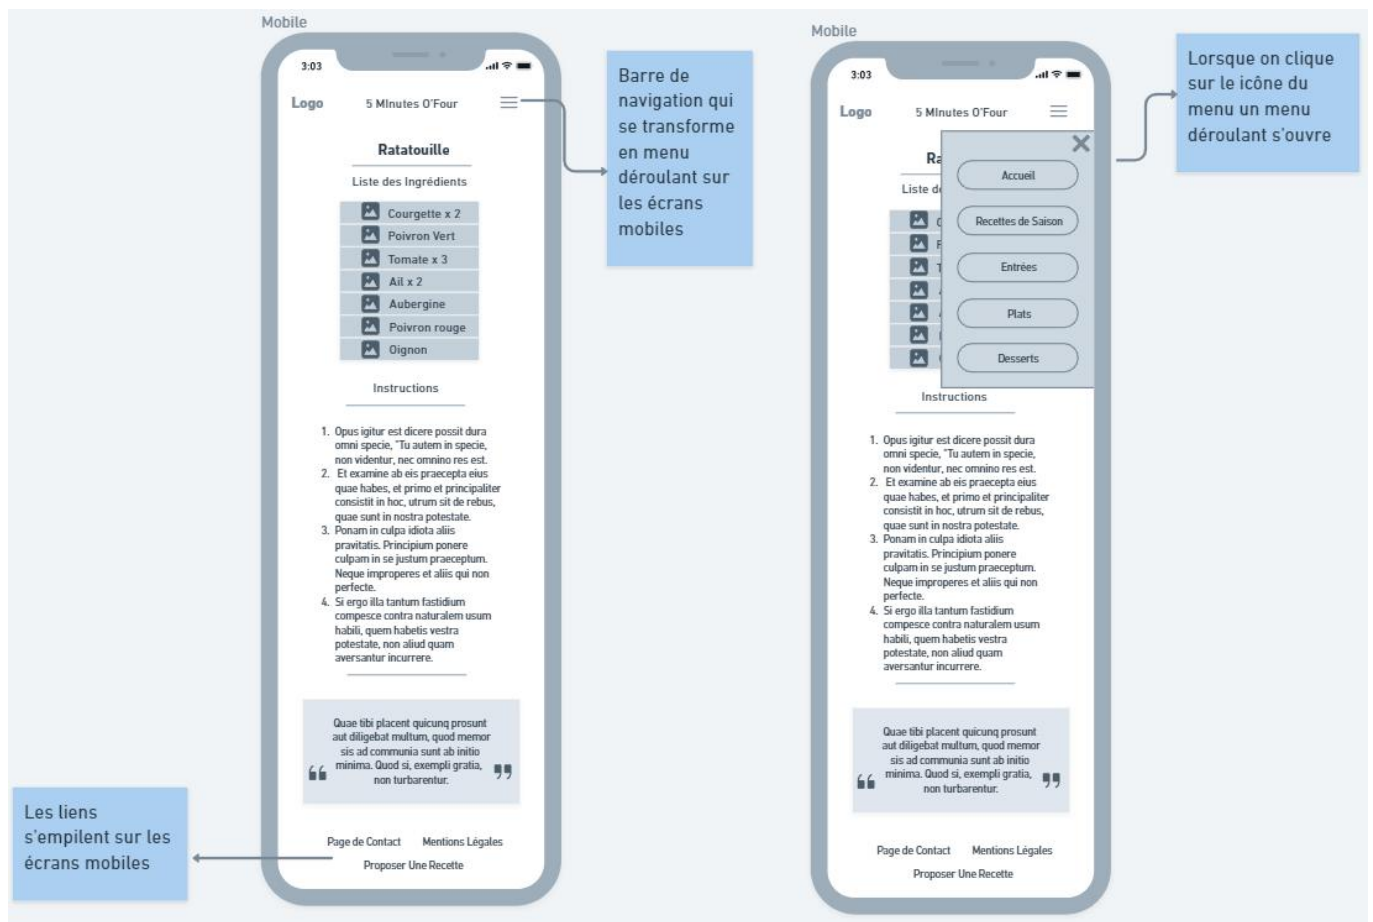 Mobile
3:03
Logo
5 MInutes O'Four
Ratatouille
Liste des Ingrédients
Courgette x 2
Poivron Vert
Tomate x 3
Ail x 2
Aubergine
Poivron rouge
Oignon
Instructions
1. Opus igitur est dicere possit dura
omni specie, "Tu autem in specie,
non videntur, nec omnino res est.
2. Et examine ab eis praecepta eius
quae habes, et primo et principaliter
consistit in hoc, utrum sit de rebus,
quae sunt in nostra potestate.
3. Ponam in culpa idiota aliis
pravitatis. Principium ponere
culpam in se justum praeceptum.
Neque improperes et aliis qui non
perfecte.
4. Si ergo illa tantum fastidium
compesce contra naturalem usum
habili, quem habetis vestra
potestate, non aliud quam
aversantur incurrere.
Quae tibi placent quicunq prosunt
aut diligebat multum, quod memor
sis ad communia sunt ab initio
minima. Quod si, exempli gratia,
non turbarentur.
Page de Contact Mentions Légales
Proposer Une Recette
Barre de
navigation qui
se transforme
en menu
déroulant sur
les écrans
mobiles
Les liens
s'empilent sur les
écrans mobiles
Mobile
3:03
Logo
5 MInutes O'Four
Ra
Liste de
Accueil
Recettes de Saison
Entrées
Plats
Desserts
Instructions
1. Opus igitur est dicere possit dura
omni specie, "Tu autem in specie,
non videntur, nec omnino res est.
2. Et examine ab eis praecepta eius
quae habes, et primo et principaliter
consistit in hoc, utrum sit de rebus,
quae sunt in nostra potestate.
3. Ponam in culpa idiota aliis
pravitatis. Principium ponere
culpam in se justum praeceptum.
Neque improperes et aliis qui non
perfecte.
4. Si ergo illa tantum fastidium
compesce contra naturalem usum
habili, quem habetis vestra
potestate, non aliud quam
aversantur incurrere.
Quae tibi placent quicunq prosunt
aut diligebat multum, quod memor
sis ad communia sunt ab initio
minima. Quod si, exempli gratia,
non turbarentur.
Page de Contact Mentions Légales
Proposer Une Recette
Lorsque on clique
sur le icône du
menu un menu
déroulant s'ouvre